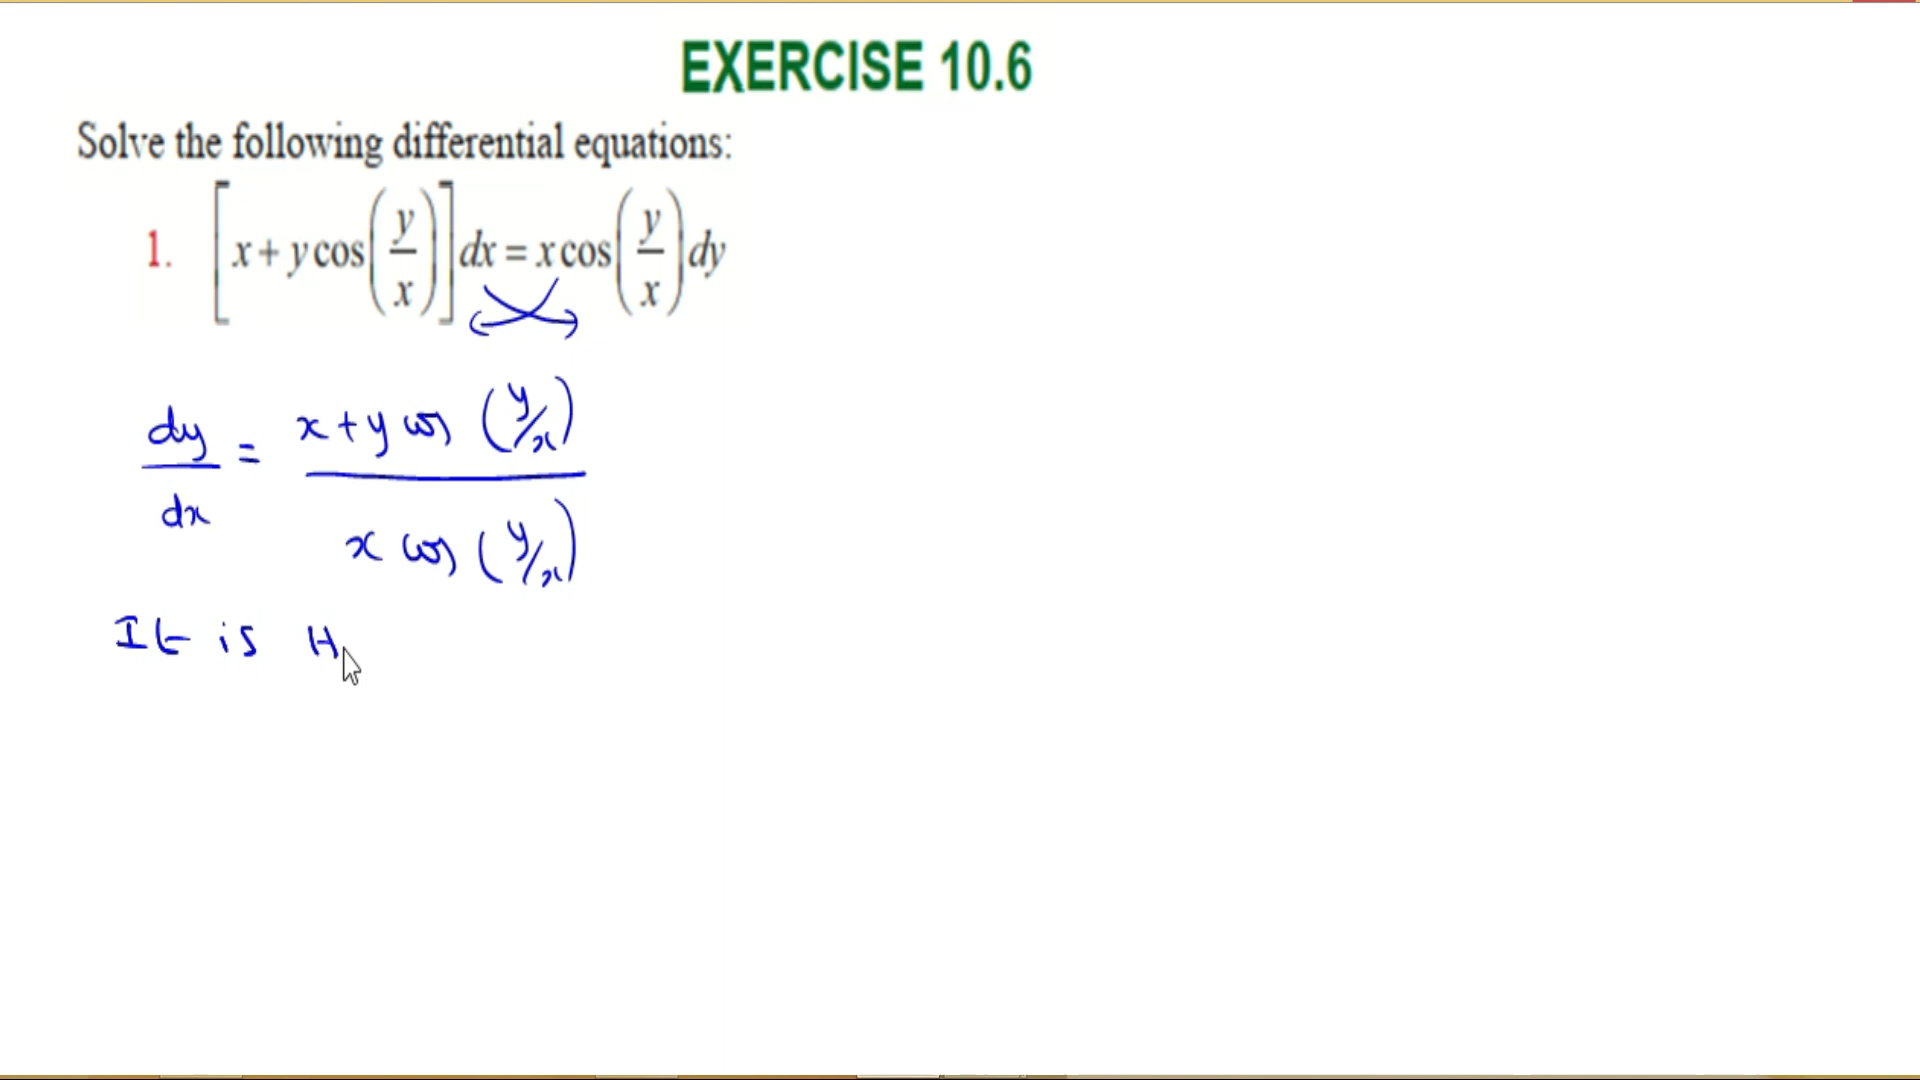 EXERCISE 10.6
Solve the following differential equations:
1. [x + y cos(y/x)] dx = x cos(y/x) dy
dy/dx = x + y cos (y/x) / x cos (y/x)
It is H